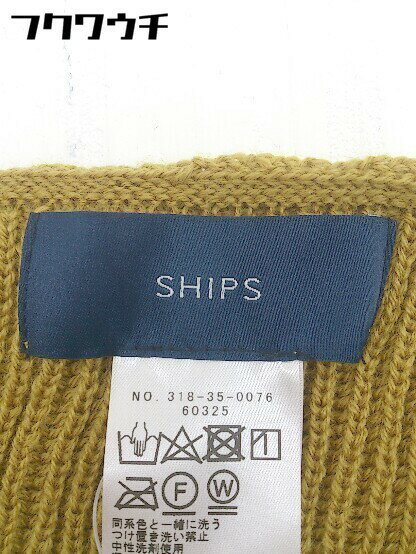 フクワウチ
SHIPS
NO. 318-35-0076
60325
F W
同系色と一緒に洗う
つけ置き洗い禁止
中性洗剤使用